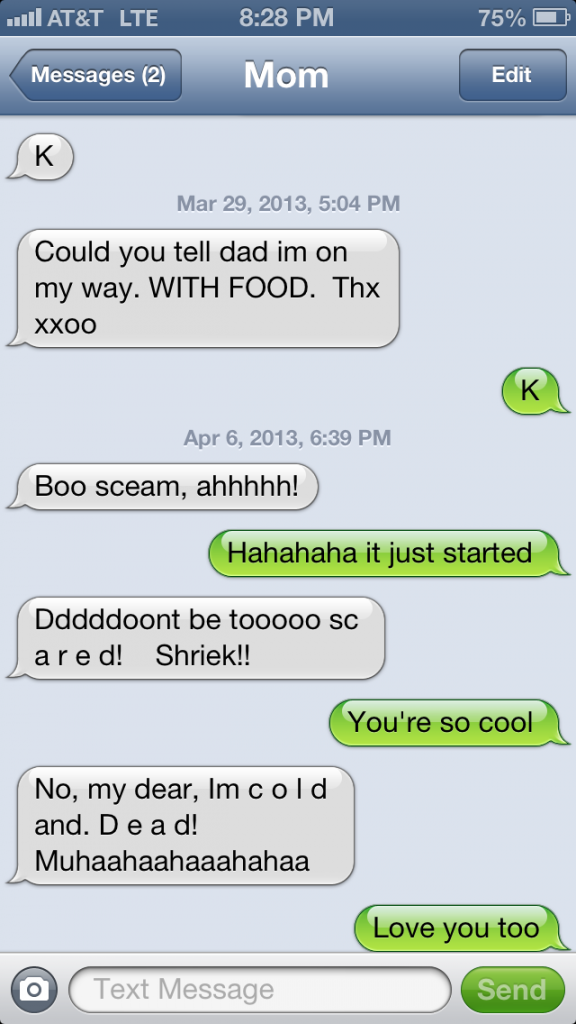 AT&T LTE 8:28 PM 75%
Messages (2) Mom Edit
K
Mar 29, 2013, 5:04 PM
Could you tell dad im on
my way. WITH FOOD.  Thx
xxoo
K
Apr 6, 2013, 6:39 PM
Boo sceam, ahhhhh!
Hahahaha it just started
Ddddddoont be tooooo sc
a r e d!    Shriek!!
You're so cool
No, my dear, Im c o l d
and. D e a d!
Muhaahaahaaahahaa
Love you too
Text Message Send